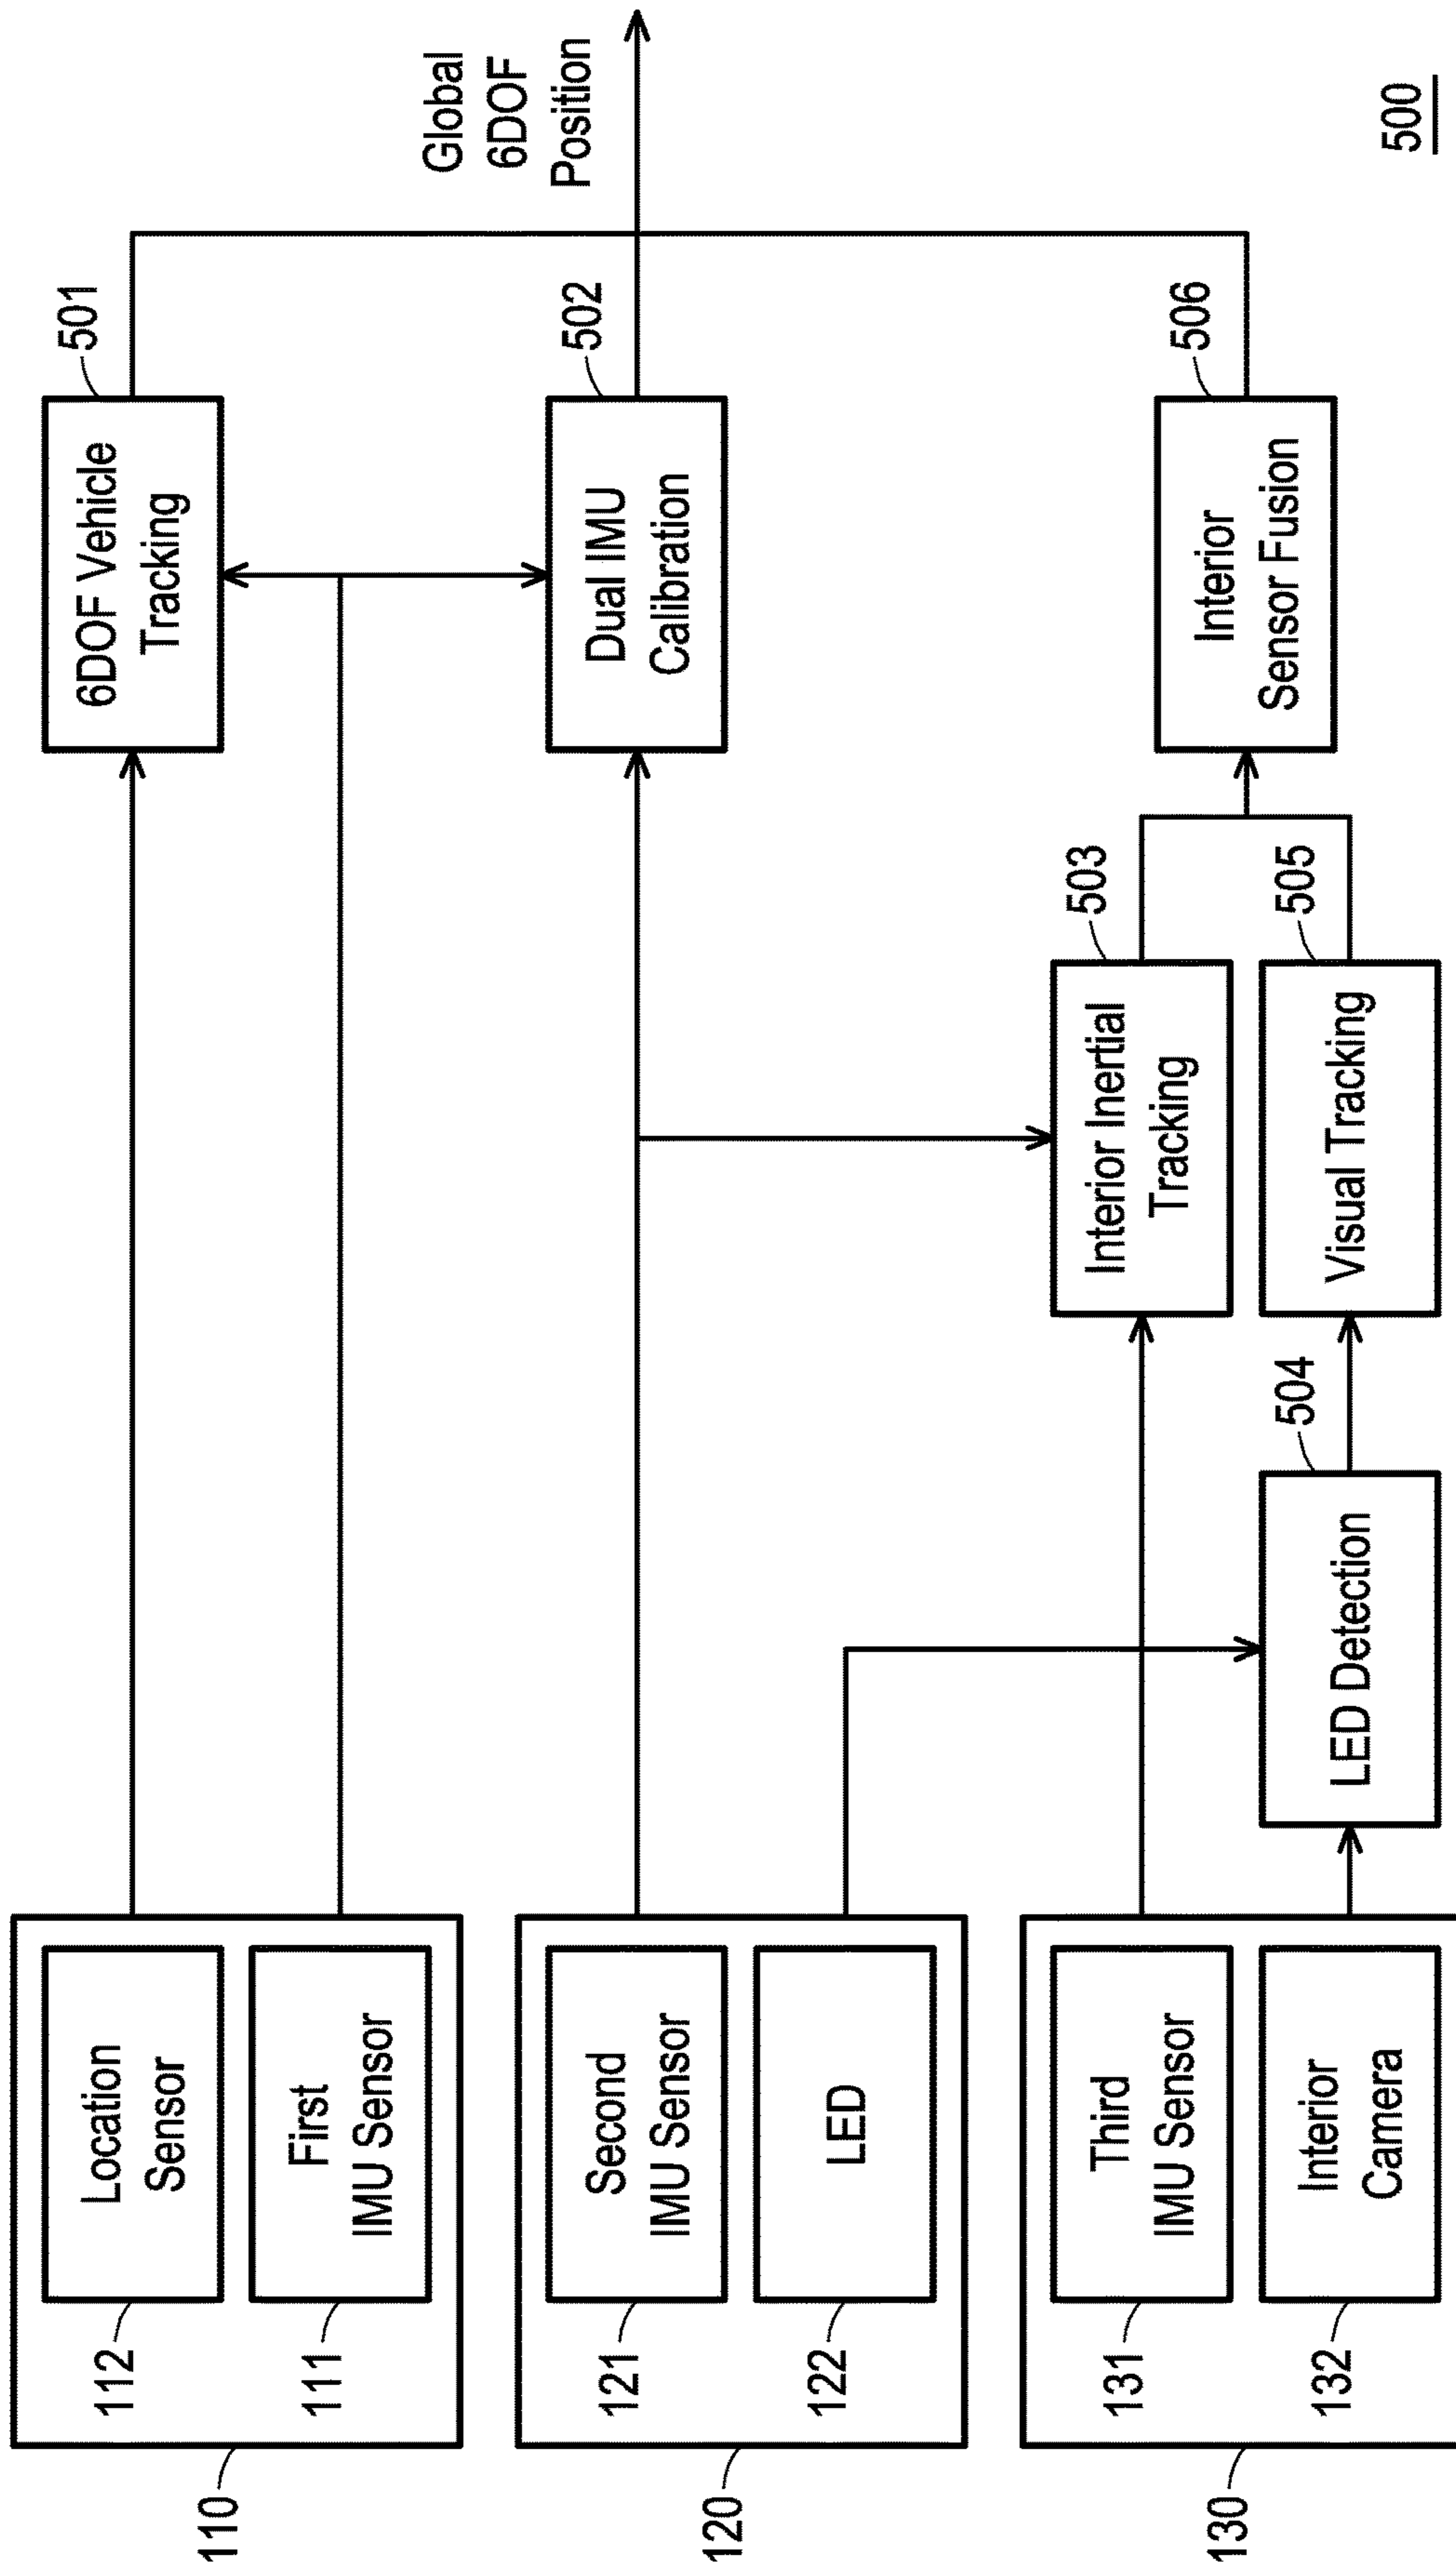 110
112
Location
Sensor
111
First
IMU Sensor
501
6DOF Vehicle
Tracking
120
121
Second
IMU Sensor
122
LED
502
Dual IMU
Calibration
Global
6DOF
Position
130
131
Third
IMU Sensor
132
Interior
Camera
504
LED Detection
503
Interior Inertial
Tracking
505
Visual Tracking
506
Interior
Sensor Fusion
500